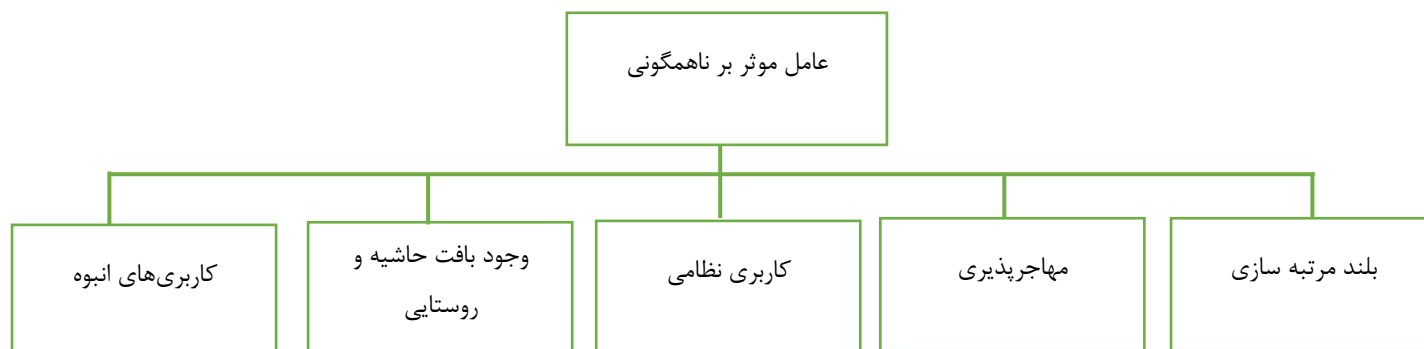 عامل موثر بر ناهمگونی
بلند مرتبه سازی
مهاجرپذیری
کاربری نظامی
وجود بافت حاشیه و
روستایی
کاربری‌های انبوه